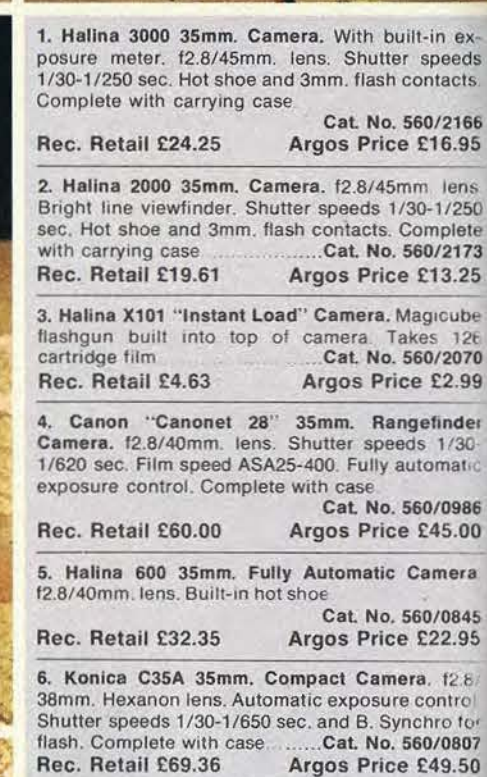 1. Halina 3000 35mm. Camera. With built-in ex-
posure meter. f2.8/45mm. lens. Shutter speeds
1/30-1/250 sec. Hot shoe and 3mm. flash contacts.
Complete with carrying case
Cat. No. 560/2166
Rec. Retail £24.25 Argos Price £16.95
2. Halina 2000 35mm. Camera. f2.8/45mm. lens
Bright line viewfinder. Shutter speeds 1/30-1/250
sec. Hot shoe and 3mm. flash contacts. Complete
with carrying case ..................Cat. No. 560/2173
Rec. Retail £19.61 Argos Price £13.25
3. Halina X101 "Instant Load" Camera. Magicube
flashgun built into top of camera. Takes 126
cartridge film ..................Cat. No. 560/2070
Rec. Retail £4.63 Argos Price £2.99
4. Canon "Canonet 28" 35mm. Rangefinder
Camera. f2.8/40mm. lens. Shutter speeds 1/30-
1/620 sec. Film speed ASA25-400. Fully automatic
exposure control. Complete with case.
Cat. No. 560/0986
Rec. Retail £60.00 Argos Price £45.00
5. Halina 600 35mm. Fully Automatic Camera
f2.8/40mm. lens. Built-in hot shoe
Cat. No. 560/0845
Rec. Retail £32.35 Argos Price £22.95
6. Konica C35A 35mm. Compact Camera. f2.8/
38mm. Hexanon lens. Automatic exposure control
Shutter speeds 1/30-1/650 sec. and B. Synchro for
flash. Complete with case.........Cat. No. 560/0807
Rec. Retail £69.36 Argos Price £49.50